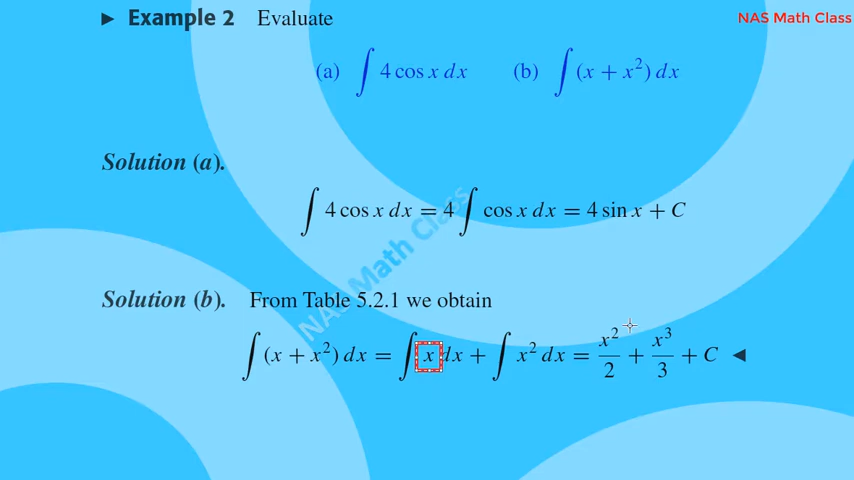 ► Example 2 Evaluate
NAS Math Class
(a) ∫ 4 cos x dx (b) ∫ (x + x²) dx
Solution (a).
∫ 4 cos x dx = 4 ∫ cos x dx = 4 sin x + C
NAS Math Class
Solution (b). From Table 5.2.1 we obtain
∫ (x + x²) dx = ∫ x dx + ∫ x² dx = x²/2 + x³/3 + C ◄